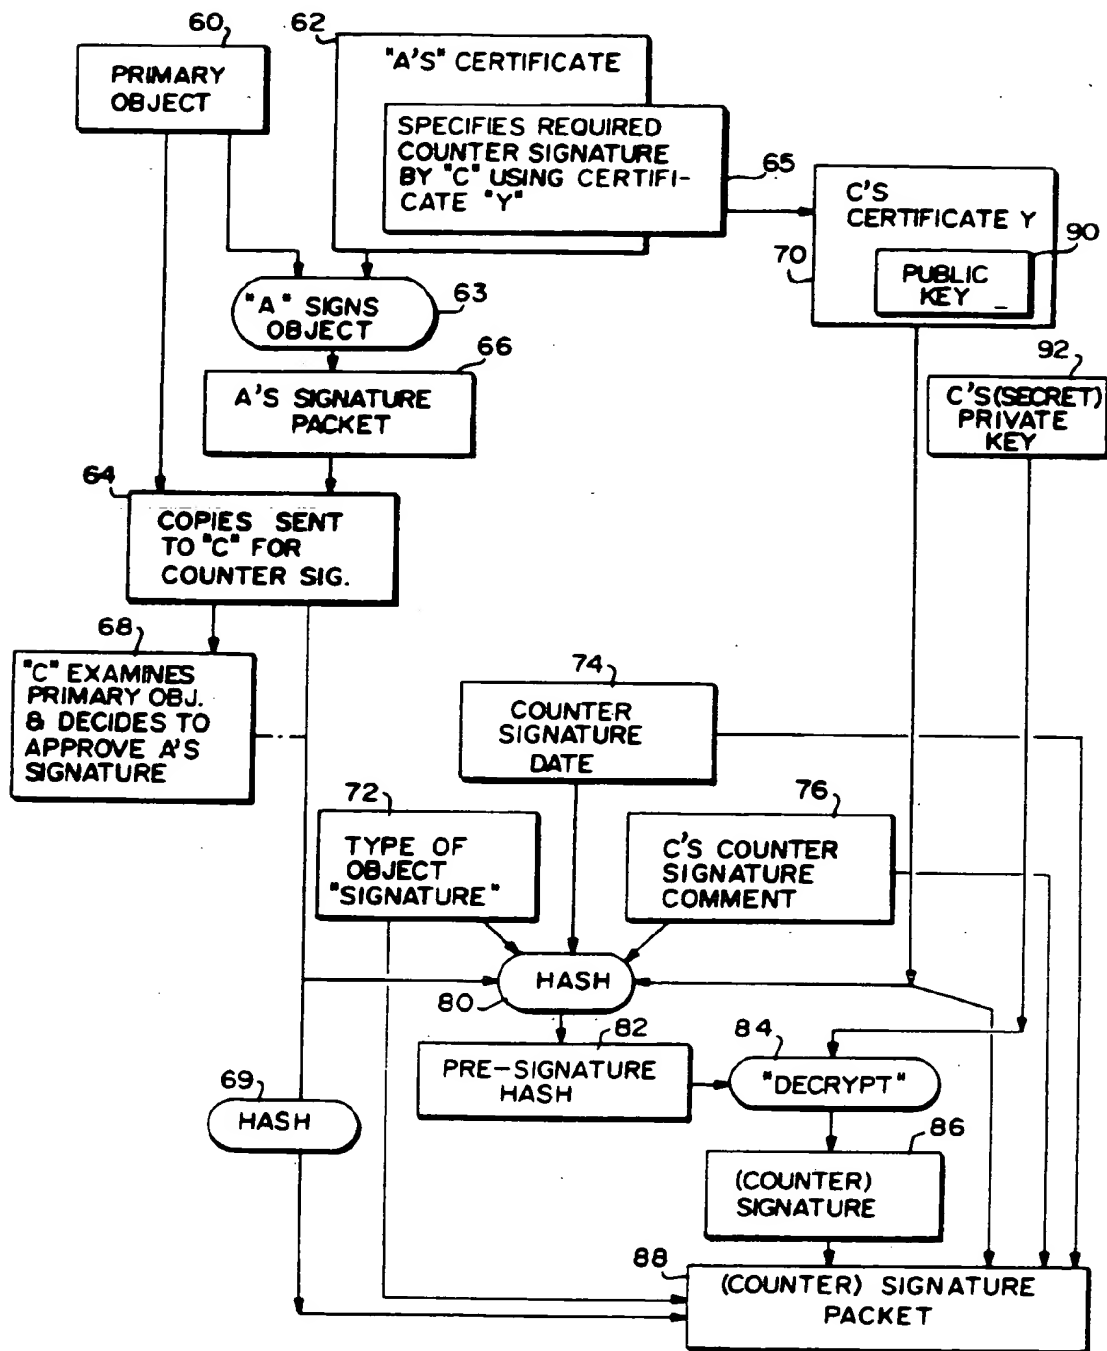 60
PRIMARY
OBJECT
62
"A'S" CERTIFICATE
SPECIFIES REQUIRED
COUNTER SIGNATURE
BY "C" USING CERTIFI-
CATE "Y"
65
C'S
CERTIFICATE Y
70
90
PUBLIC
KEY
"A" SIGNS
OBJECT
63
66
A'S SIGNATURE
PACKET
92
C'S (SECRET)
PRIVATE
KEY
64
COPIES SENT
TO "C" FOR
COUNTER SIG.
68
"C" EXAMINES
PRIMARY OBJ.
& DECIDES TO
APPROVE A'S
SIGNATURE
74
COUNTER
SIGNATURE
DATE
72
TYPE OF
OBJECT
"SIGNATURE"
76
C'S COUNTER
SIGNATURE
COMMENT
HASH
80
82
PRE-SIGNATURE
HASH
84
"DECRYPT"
69
HASH
86
(COUNTER)
SIGNATURE
88
(COUNTER) SIGNATURE
PACKET